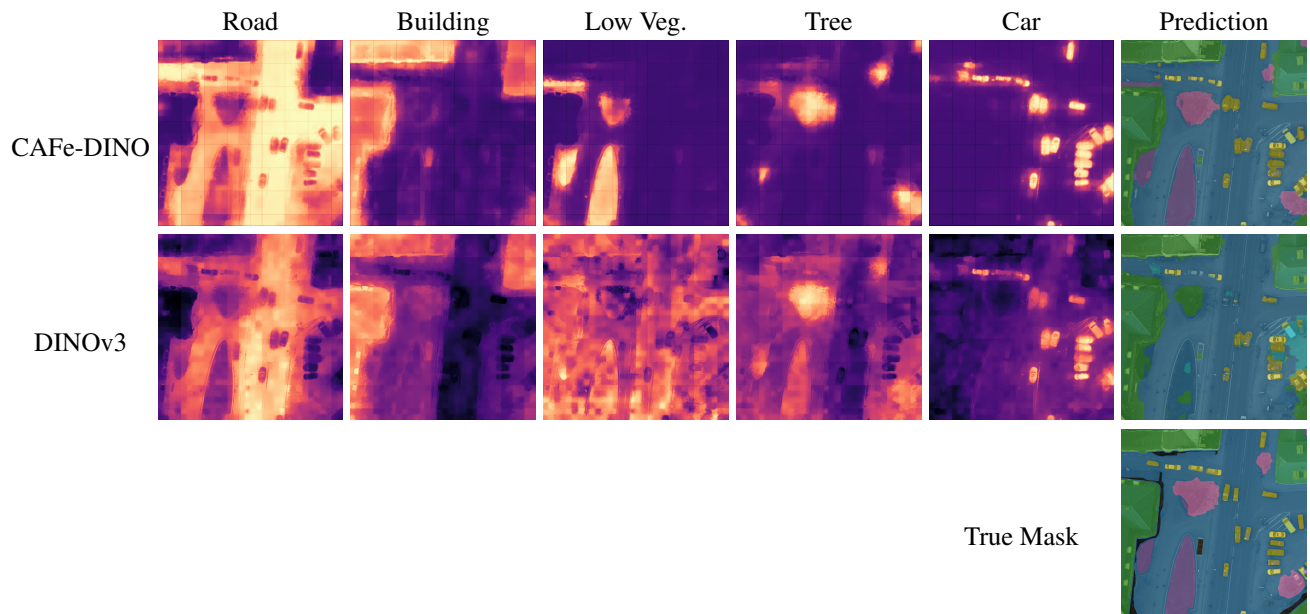 Road Building Low Veg. Tree Car Prediction
CAFe-DINO
DINOv3
True Mask